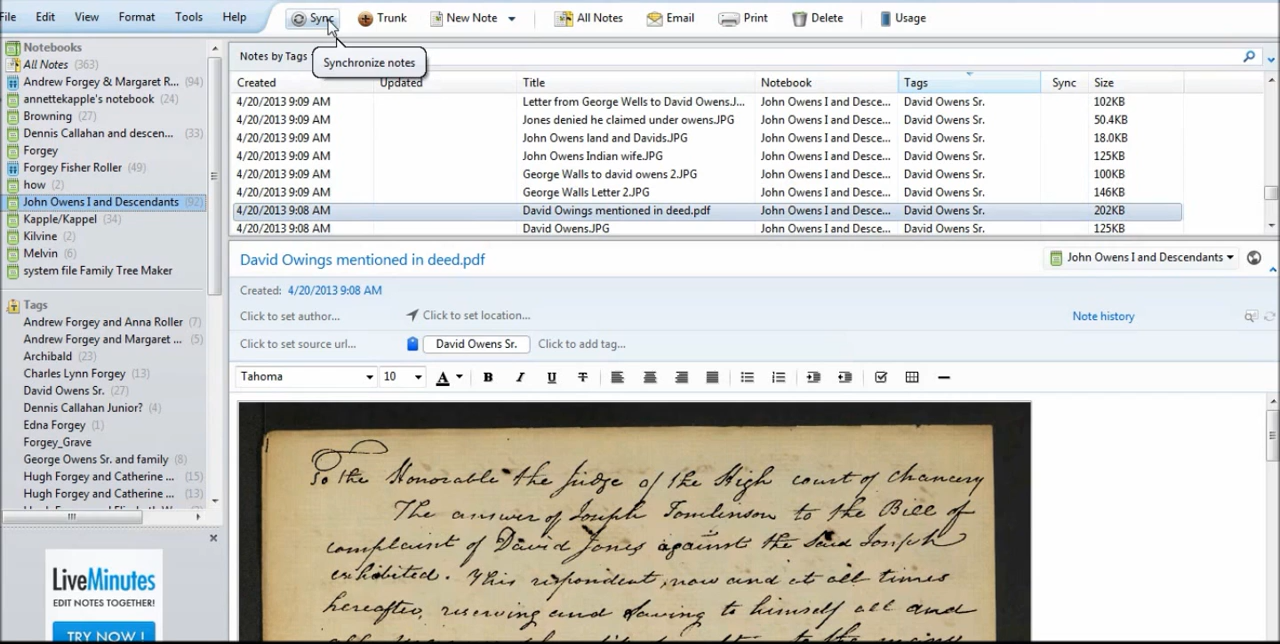 File Edit View Format Tools Help Sync Trunk New Note All Notes Email Print Delete Usage
Synchronize notes
Notebooks
All Notes (363)
Andrew Forgey & Margaret R... (94)
annettekapple's notebook (24)
Browning (27)
Dennis Callahan and descen... (33)
Forgey
Forgey Fisher Roller (49)
how (2)
John Owens I and Descendants (92)
Kapple/Kappel (34)
Kilvine (2)
Melvin (6)
system file Family Tree Maker
Tags
Andrew Forgey and Anna Roller (7)
Andrew Forgey and Margaret ... (5)
Archibald (23)
Charles Lynn Forgey (13)
David Owens Sr. (27)
Dennis Callahan Junior? (4)
Edna Forgey (1)
Forgey_Grave
George Owens Sr. and family (8)
Hugh Forgey and Catherine ... (15)
Hugh Forgey and Catherine ... (13)
LiveMinutes
EDIT NOTES TOGETHER!
TRY NOW !
Notes by Tags
Created Updated Title Notebook Tags Sync Size
4/20/2013 9:09 AM Letter from George Wells to David Owens.J... John Owens I and Desce... David Owens Sr. 102KB
4/20/2013 9:09 AM Jones denied he claimed under owens.JPG John Owens I and Desce... David Owens Sr. 50.4KB
4/20/2013 9:09 AM John Owens land and Davids.JPG John Owens I and Desce... David Owens Sr. 18.0KB
4/20/2013 9:09 AM John Owens Indian wife.JPG John Owens I and Desce... David Owens Sr. 125KB
4/20/2013 9:09 AM George Walls to david owens 2.JPG John Owens I and Desce... David Owens Sr. 100KB
4/20/2013 9:09 AM George Walls Letter 2.JPG John Owens I and Desce... David Owens Sr. 146KB
4/20/2013 9:08 AM David Owings mentioned in deed.pdf John Owens I and Desce... David Owens Sr. 202KB
4/20/2013 9:08 AM David Owens.JPG John Owens I and Desce... David Owens Sr. 125KB
David Owings mentioned in deed.pdf John Owens I and Descendants
Created: 4/20/2013 9:08 AM
Click to set author... Click to set location... Note history
Click to set source url... David Owens Sr. Click to add tag...
Tahoma 10 A B I U T
To the Honorable the Judge of the High court of chancery
The answer of Joseph Tomlinson to the Bill of
complaint of David Jones against the said Joseph
exhibited. This respondent, now and at all times
hereafter, reserving and saving to himself all and